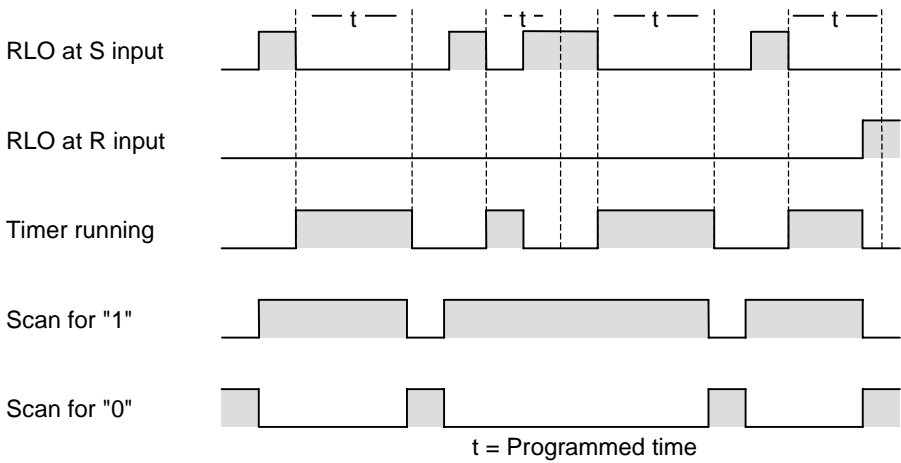 t t t t
RLO at S input
RLO at R input
Timer running
Scan for "1"
Scan for "0"
t = Programmed time